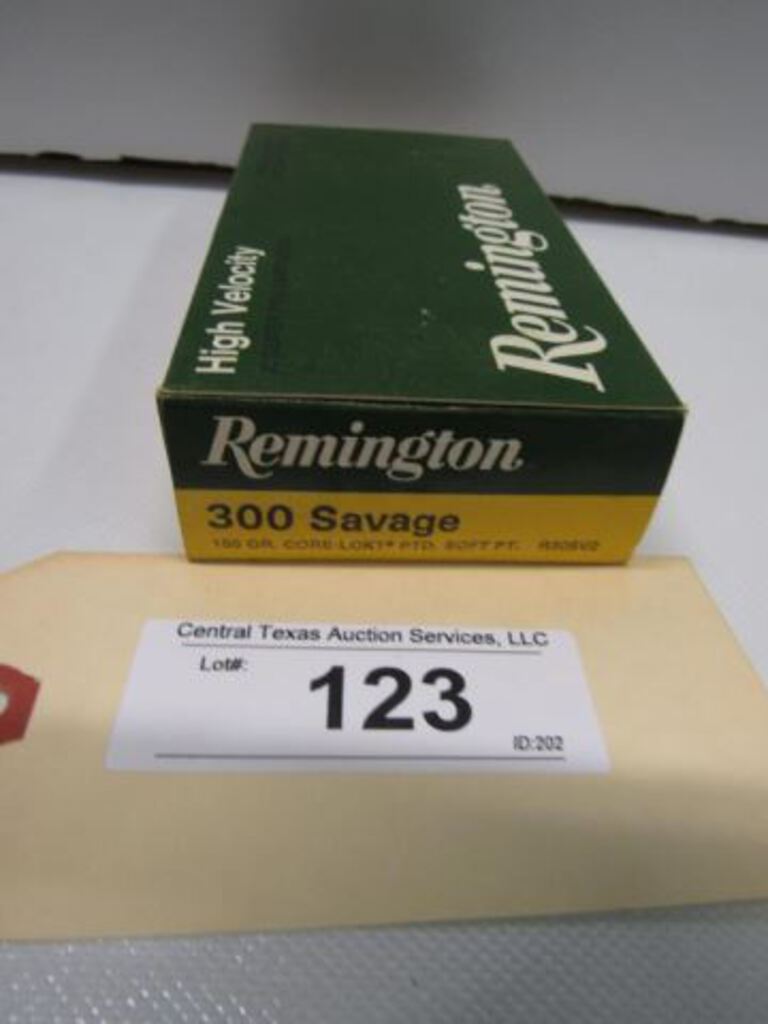 High Velocity
Remington
Remington
300 Savage
GR. CORE-LOKT® PTD. SOFT PT.
Central Texas Auction Services, LLC
Lot#:
123
ID:202